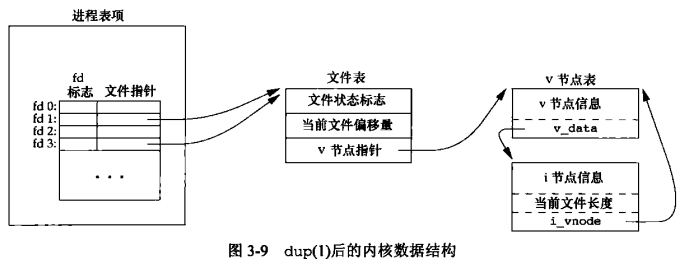 进程表项
fd
标志 文件指针
fd 0:
fd 1:
fd 2:
fd 3:
...
文件表
文件状态标志
当前文件偏移量
v 节点指针
v 节点表
v 节点信息
v_data
i 节点信息
当前文件长度
i_vnode
图 3-9 dup(1)后的内核数据结构